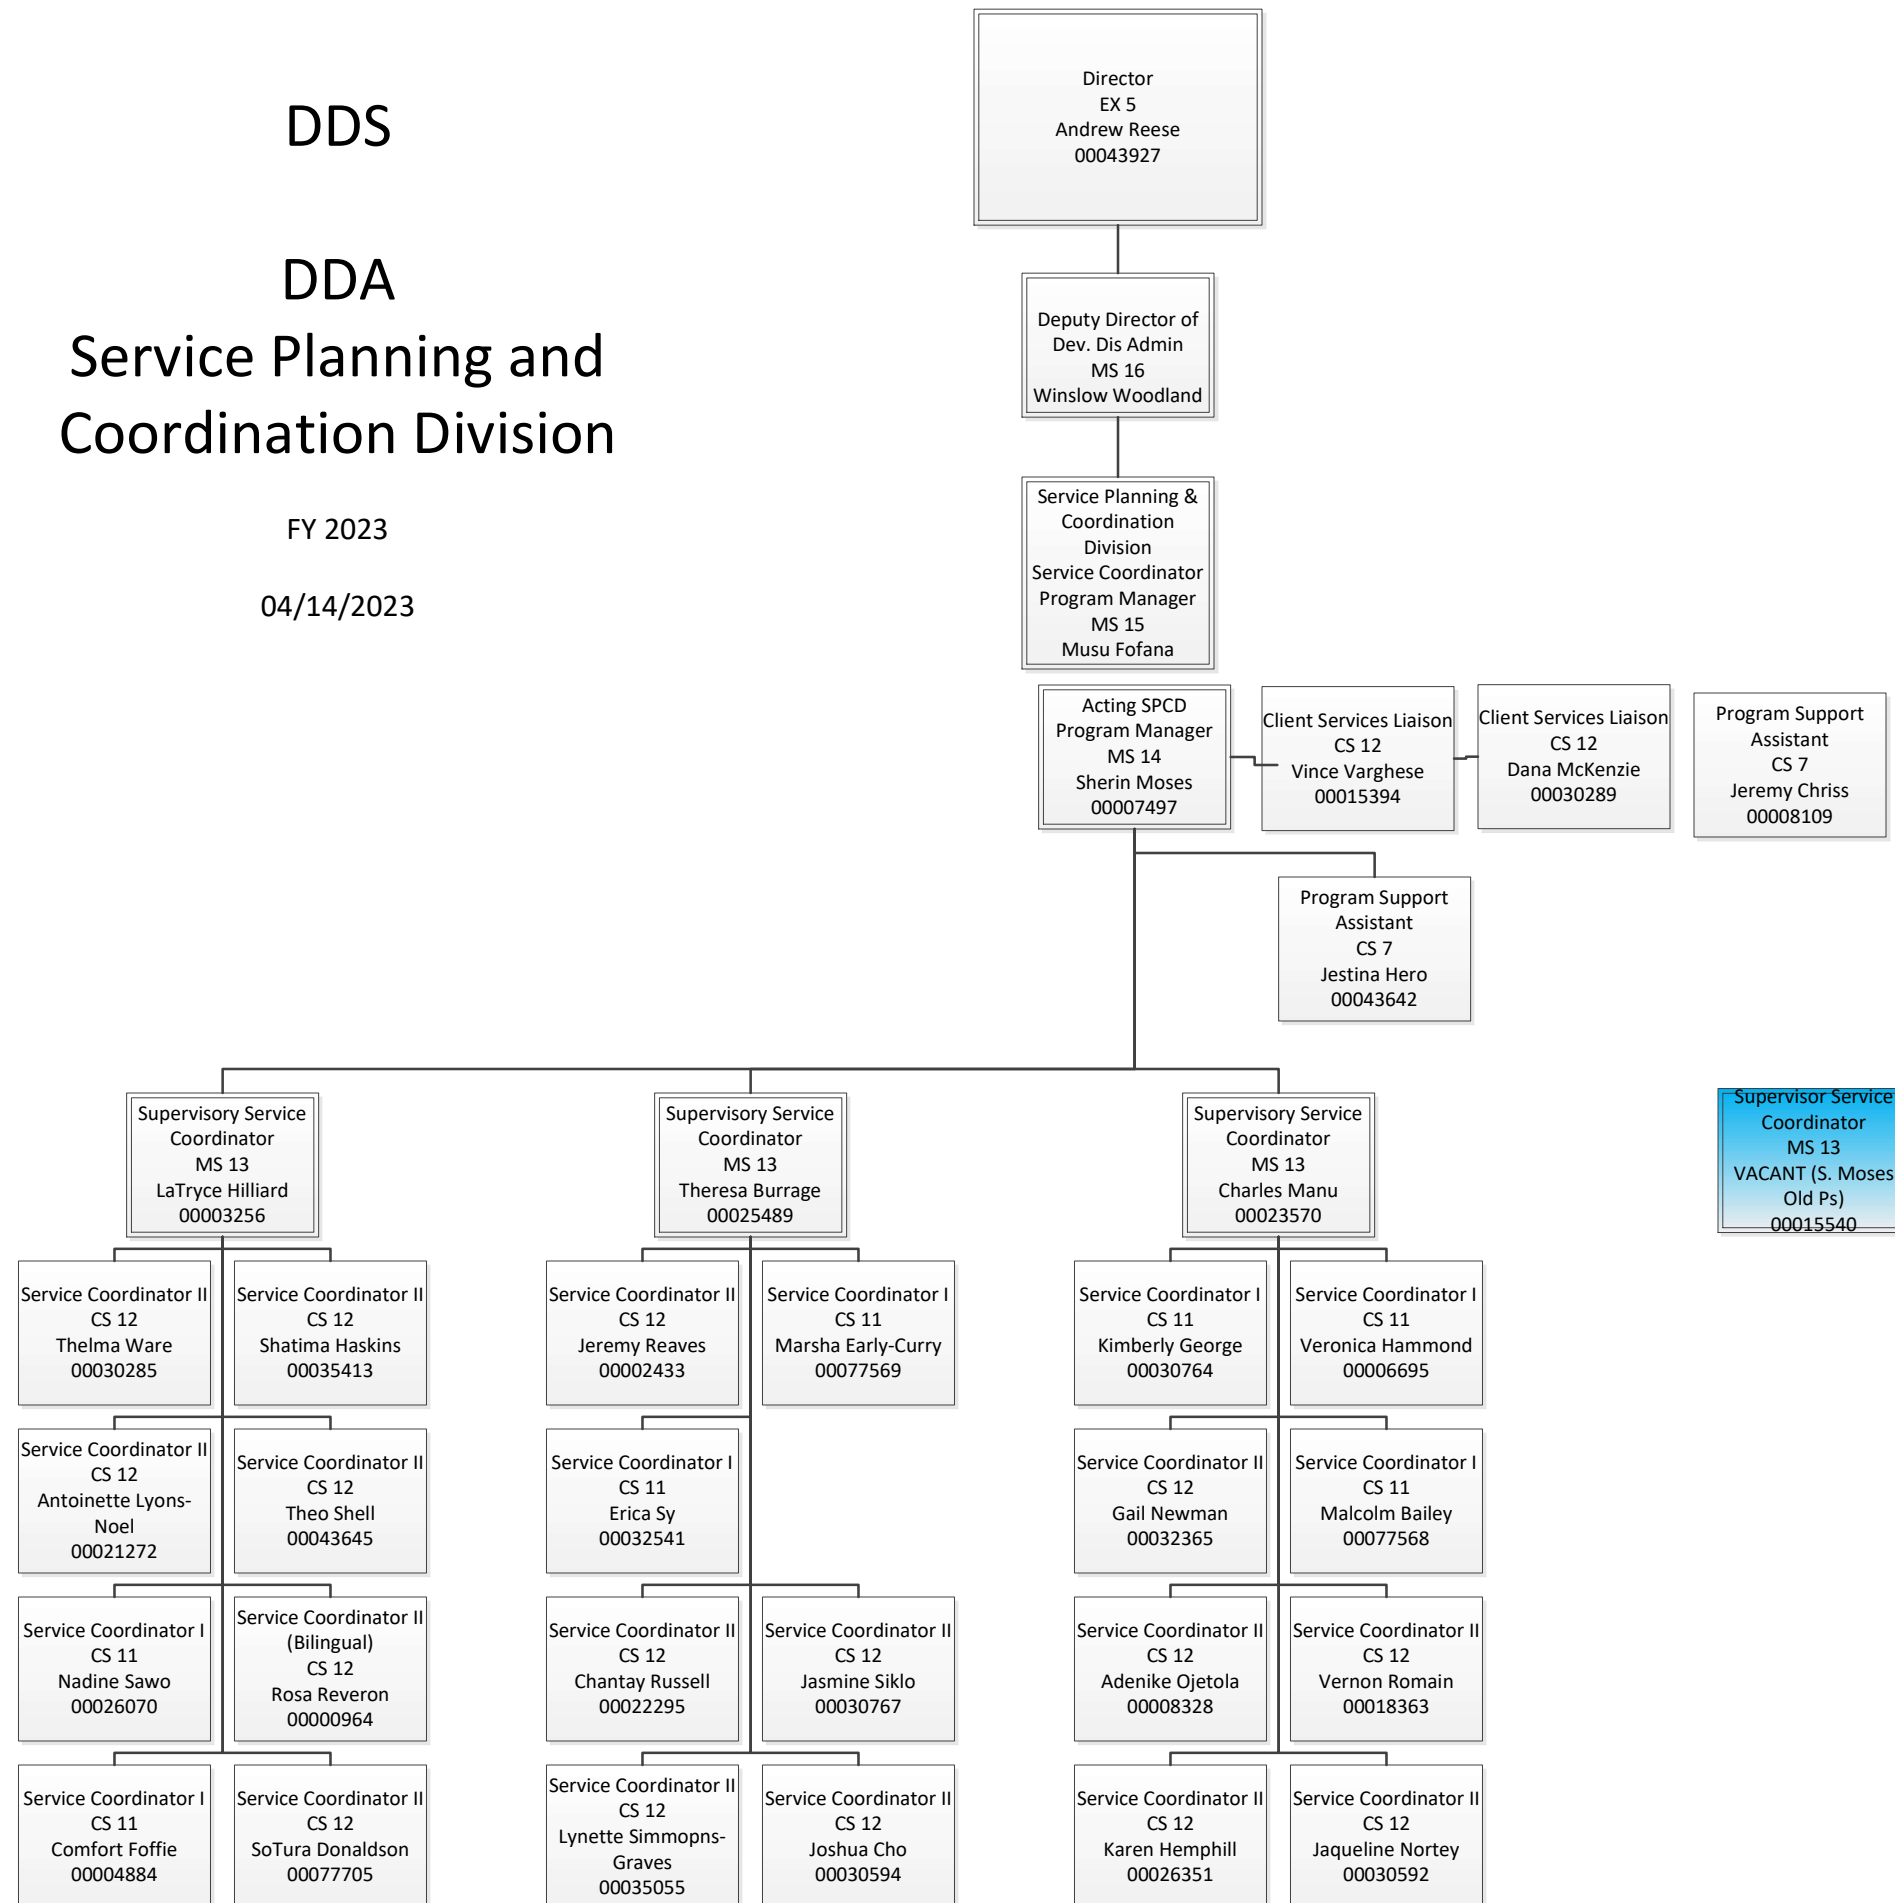 DDS
DDA
Service Planning and
Coordination Division
FY 2023
04/14/2023
Director
EX 5
Andrew Reese
00043927
Deputy Director of
Dev. Dis Admin
MS 16
Winslow Woodland
Service Planning &
Coordination
Division
Service Coordinator
Program Manager
MS 15
Musu Fofana
Acting SPCD
Program Manager
MS 14
Sherin Moses
00007497
Client Services Liaison
CS 12
Vince Varghese
00015394
Client Services Liaison
CS 12
Dana McKenzie
00030289
Program Support
Assistant
CS 7
Jeremy Chriss
00008109
Program Support
Assistant
CS 7
Jestina Hero
00043642
Supervisory Service
Coordinator
MS 13
LaTryce Hilliard
00003256
Supervisory Service
Coordinator
MS 13
Theresa Burrage
00025489
Supervisory Service
Coordinator
MS 13
Charles Manu
00023570
Supervisor Service
Coordinator
MS 13
VACANT (S. Moses
Old Ps)
00015540
Service Coordinator II
CS 12
Thelma Ware
00030285
Service Coordinator II
CS 12
Shatima Haskins
00035413
Service Coordinator II
CS 12
Jeremy Reaves
00002433
Service Coordinator I
CS 11
Marsha Early-Curry
00077569
Service Coordinator I
CS 11
Kimberly George
00030764
Service Coordinator I
CS 11
Veronica Hammond
00006695
Service Coordinator II
CS 12
Antoinette Lyons-
Noel
00021272
Service Coordinator II
CS 12
Theo Shell
00043645
Service Coordinator I
CS 11
Erica Sy
00032541
Service Coordinator II
CS 12
Gail Newman
00032365
Service Coordinator I
CS 11
Malcolm Bailey
00077568
Service Coordinator I
CS 11
Nadine Sawo
00026070
Service Coordinator II
(Bilingual)
CS 12
Rosa Reveron
00000964
Service Coordinator II
CS 12
Chantay Russell
00022295
Service Coordinator II
CS 12
Jasmine Siklo
00030767
Service Coordinator II
CS 12
Adenike Ojetola
00008328
Service Coordinator II
CS 12
Vernon Romain
00018363
Service Coordinator I
CS 11
Comfort Foffie
00004884
Service Coordinator II
CS 12
SoTura Donaldson
00077705
Service Coordinator II
CS 12
Lynette Simmopns-
Graves
00035055
Service Coordinator II
CS 12
Joshua Cho
00030594
Service Coordinator II
CS 12
Karen Hemphill
00026351
Service Coordinator II
CS 12
Jaqueline Nortey
00030592